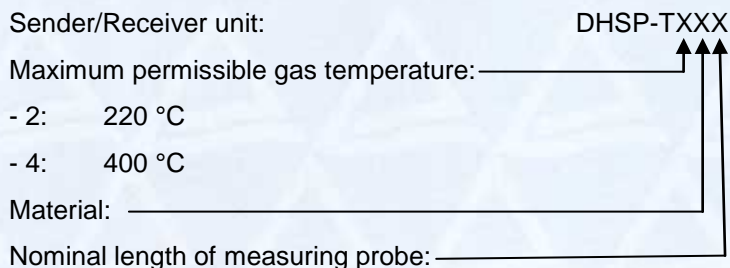 Sender/Receiver unit: DHSP-TXXX
Maximum permissible gas temperature:
- 2: 220 °C
- 4: 400 °C
Material:
Nominal length of measuring probe: